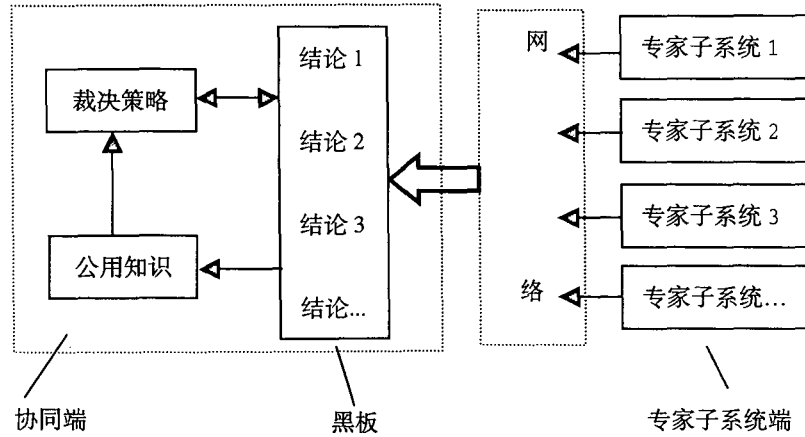 裁决策略
公用知识
结论 1
结论 2
结论 3
结论...
网
络
专家子系统 1
专家子系统 2
专家子系统 3
专家子系统...
协同端
黑板
专家子系统端